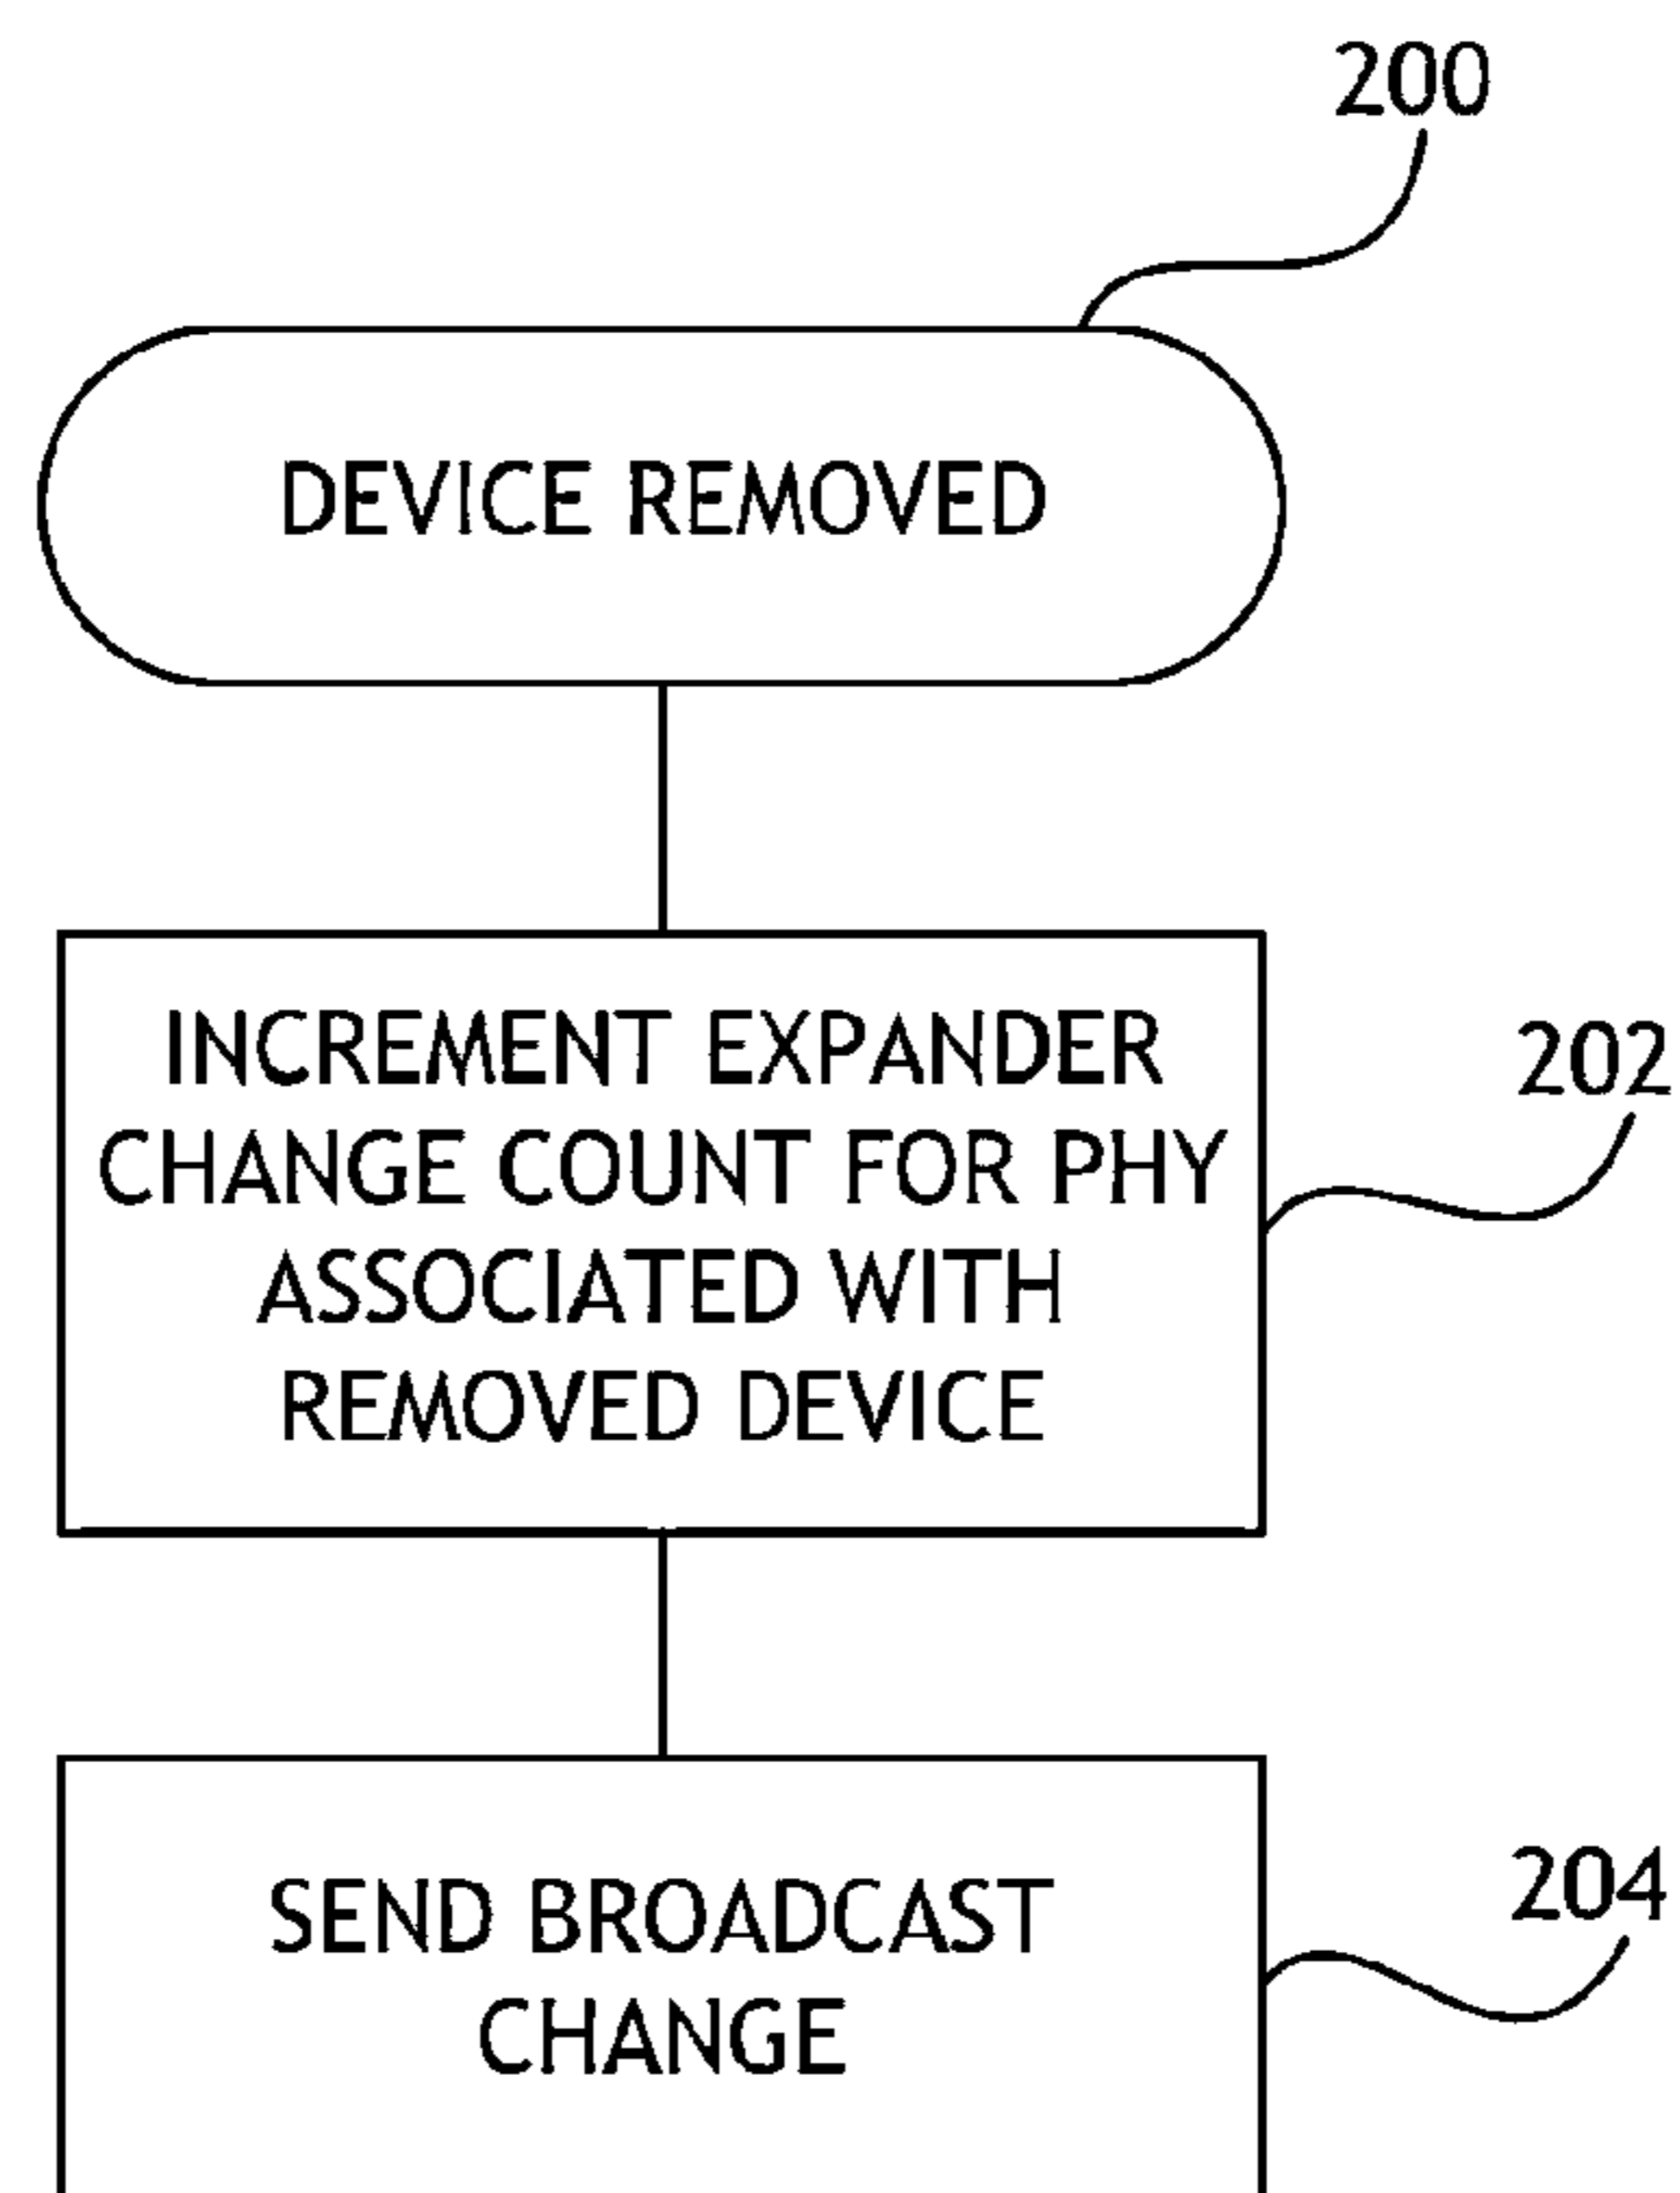 200
DEVICE REMOVED
INCREMENT EXPANDER
CHANGE COUNT FOR PHY
ASSOCIATED WITH
REMOVED DEVICE
202
SEND BROADCAST
CHANGE
204